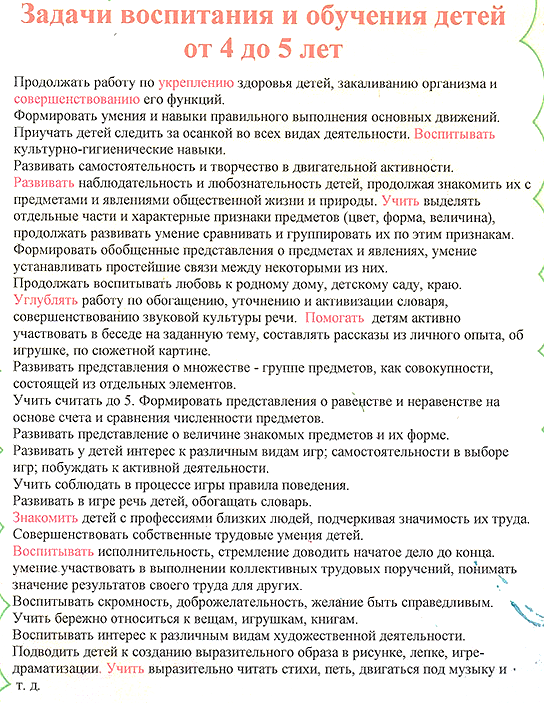 Задачи воспитания и обучения детей
от 4 до 5 лет
Продолжать работу по укреплению здоровья детей, закаливанию организма и
совершенствованию его функций.
Формировать умения и навыки правильного выполнения основных движений.
Приучать детей следить за осанкой во всех видах деятельности. Воспитывать
культурно-гигиенические навыки.
Развивать самостоятельность и творчество в двигательной активности.
Развивать наблюдательность и любознательность детей, продолжая знакомить их с
предметами и явлениями общественной жизни и природы. Учить выделять
отдельные части и характерные признаки предметов (цвет, форма, величина),
продолжать развивать умение сравнивать и группировать их по этим признакам.
Формировать обобщенные представления о предметах и явлениях, умение
устанавливать простейшие связи между некоторыми из них.
Продолжать воспитывать любовь к родному дому, детскому саду, краю.
Углублять работу по обогащению, уточнению и активизации словаря,
совершенствованию звуковой культуры речи. Помогать детям активно
участвовать в беседе на заданную тему, составлять рассказы из личного опыта, об
игрушке, по сюжетной картине.
Развивать представления о множестве - группе предметов, как совокупности,
состоящей из отдельных элементов.
Учить считать до 5. Формировать представления о равенстве и неравенстве на
основе счета и сравнения численности предметов.
Развивать представление о величине знакомых предметов и их форме.
Развивать у детей интерес к различным видам игр; самостоятельности в выборе
игр; побуждать к активной деятельности.
Учить соблюдать в процессе игры правила поведения.
Развивать в игре речь детей, обогащать словарь.
Знакомить детей с профессиями близких людей, подчеркивая значимость их труда.
Совершенствовать собственные трудовые умения детей.
Воспитывать исполнительность, стремление доводить начатое дело до конца.
умение участвовать в выполнении коллективных трудовых поручений, понимать
значение результатов своего труда для других.
Воспитывать скромность, доброжелательность, желание быть справедливым.
Учить бережно относиться к вещам, игрушкам, книгам.
Воспитывать интерес к различным видам художественной деятельности.
Подводить детей к созданию выразительного образа в рисунке, лепке, игре-
драматизации. Учить выразительно читать стихи, петь, двигаться под музыку и
т. д.